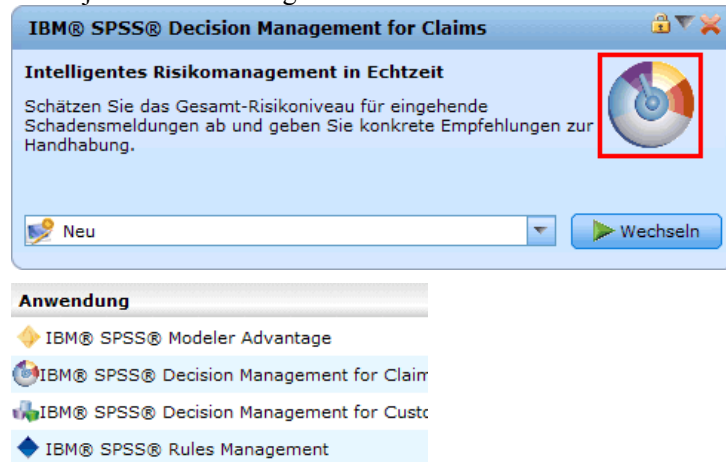 IBM® SPSS® Decision Management for Claims
Intelligentes Risikomanagement in Echtzeit
Schätzen Sie das Gesamt-Risikoniveau für eingehende
Schadensmeldungen ab und geben Sie konkrete Empfehlungen zur
Handhabung.
Neu
Wechseln
Anwendung
IBM® SPSS® Modeler Advantage
IBM® SPSS® Decision Management for Claim
IBM® SPSS® Decision Management for Custo
IBM® SPSS® Rules Management